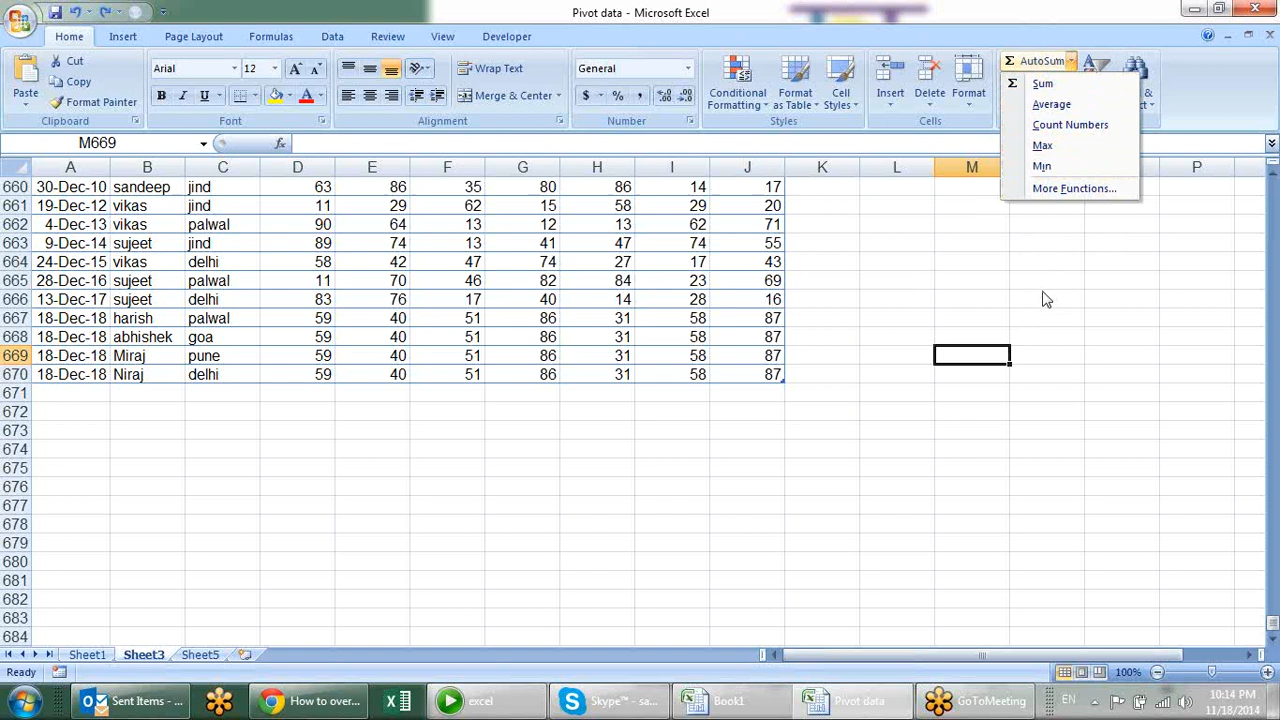 Pivot data - Microsoft Excel
Home Insert Page Layout Formulas Data Review View Developer
Cut
Copy
Format Painter
Paste
Clipboard
Arial 12
B I U
Font
Wrap Text
Merge & Center
Alignment
General
$ % ,
Number
Conditional Formatting
Format as Table
Cell Styles
Styles
Insert Delete Format
Cells
Σ AutoSum
Σ Sum
Average
Count Numbers
Max
Min
More Functions...
M669 fx
A B C D E F G H I J K L M P
660 30-Dec-10 sandeep jind 63 86 35 80 86 14 17
661 19-Dec-12 vikas jind 11 29 62 15 58 29 20
662 4-Dec-13 vikas palwal 90 64 13 12 13 62 71
663 9-Dec-14 sujeet jind 89 74 13 41 47 74 55
664 24-Dec-15 vikas delhi 58 42 47 74 27 17 43
665 28-Dec-16 sujeet palwal 11 70 46 82 84 23 69
666 13-Dec-17 sujeet delhi 83 76 17 40 14 28 16
667 18-Dec-18 harish palwal 59 40 51 86 31 58 87
668 18-Dec-18 abhishek goa 59 40 51 86 31 58 87
669 18-Dec-18 Miraj pune 59 40 51 86 31 58 87
670 18-Dec-18 Niraj delhi 59 40 51 86 31 58 87
671
672
673
674
675
676
677
678
679
680
681
682
683
684
Sheet1 Sheet3 Sheet5
Ready 100%
Sent Items - ... How to over... excel Skype™ - sa... Book1 Pivot data GoToMeeting EN 10:14 PM
11/18/2014